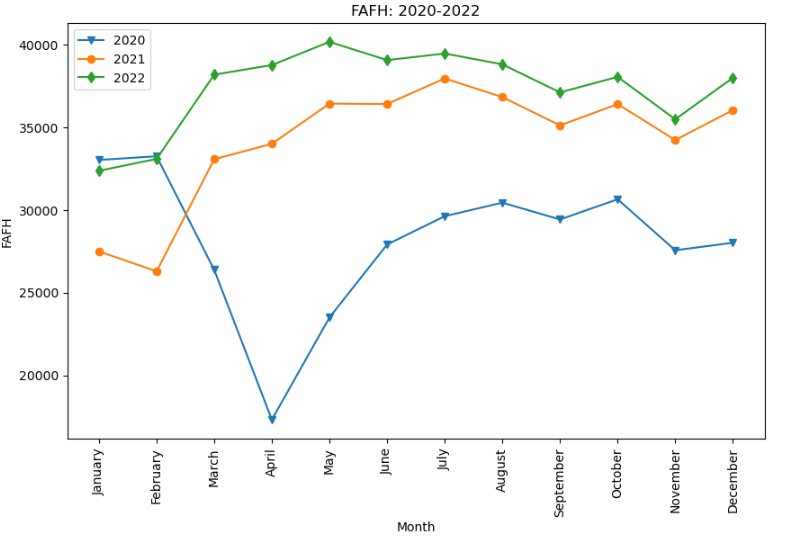 FAFH: 2020-2022
2020
2021
2022
40000
35000
30000
25000
20000
FAFH
January
February
March
April
May
June
July
August
September
October
November
December
Month